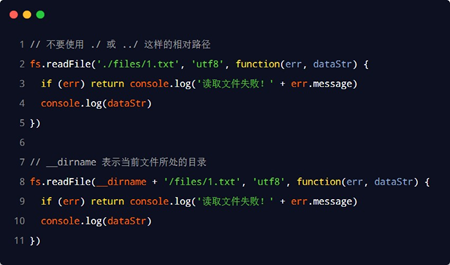 1 // 不要使用 ./ 或 ../ 这样的相对路径
2 fs.readFile('./files/1.txt', 'utf8', function(err, dataStr) {
3   if (err) return console.log('读取文件失败！' + err.message)
4   console.log(dataStr)
5 })
6
7 // __dirname 表示当前文件所处的目录
8 fs.readFile(__dirname + '/files/1.txt', 'utf8', function(err, dataStr) {
9   if (err) return console.log('读取文件失败！' + err.message)
10   console.log(dataStr)
11 })